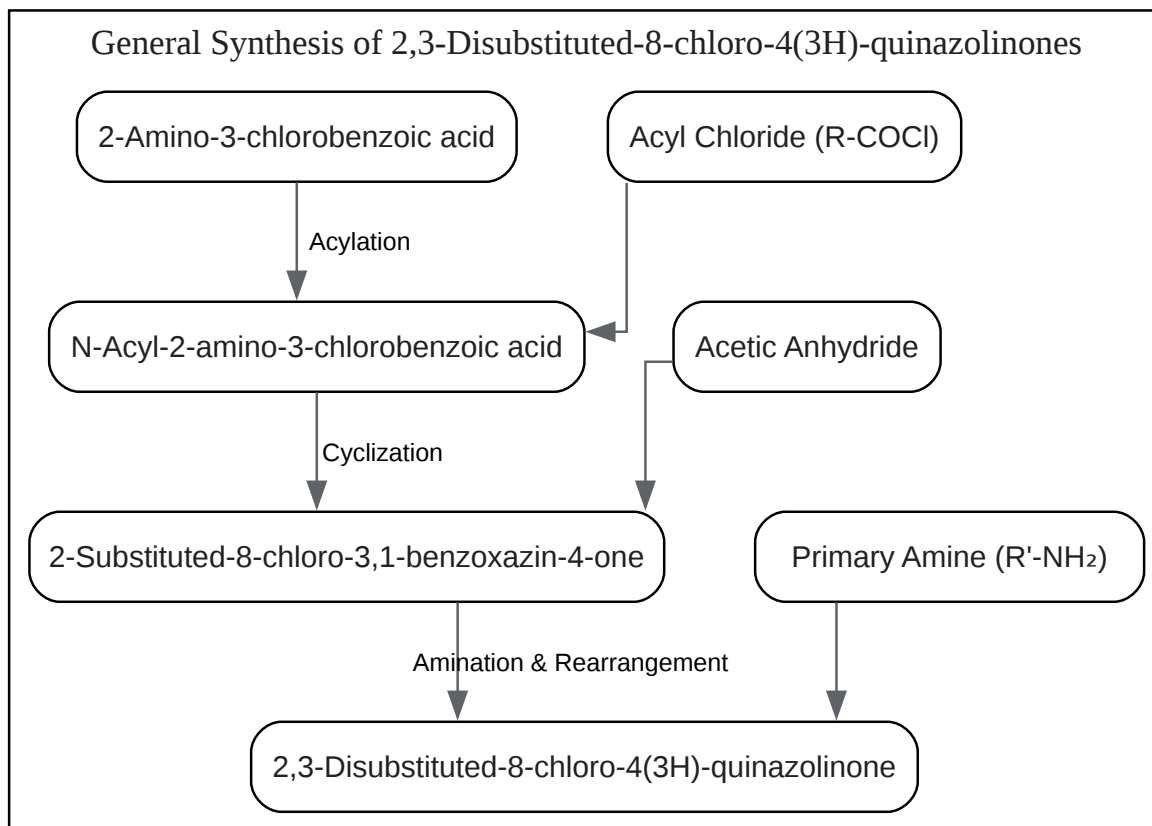 General Synthesis of 2,3-Disubstituted-8-chloro-4(3H)-quinazolinones
2-Amino-3-chlorobenzoic acid
Acyl Chloride (R-COCl)
Acylation
N-Acyl-2-amino-3-chlorobenzoic acid
Acetic Anhydride
Cyclization
2-Substituted-8-chloro-3,1-benzoxazin-4-one
Primary Amine (R'-NH₂)
Amination & Rearrangement
2,3-Disubstituted-8-chloro-4(3H)-quinazolinone